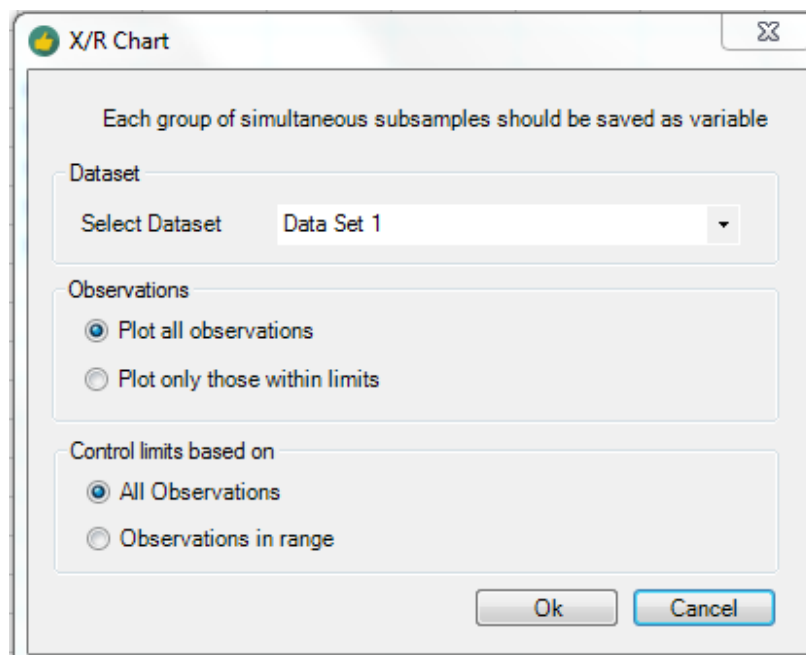 X/R Chart
Each group of simultaneous subsamples should be saved as variable
Dataset
Select Dataset Data Set 1
Observations
Plot all observations
Plot only those within limits
Control limits based on
All Observations
Observations in range
Ok Cancel